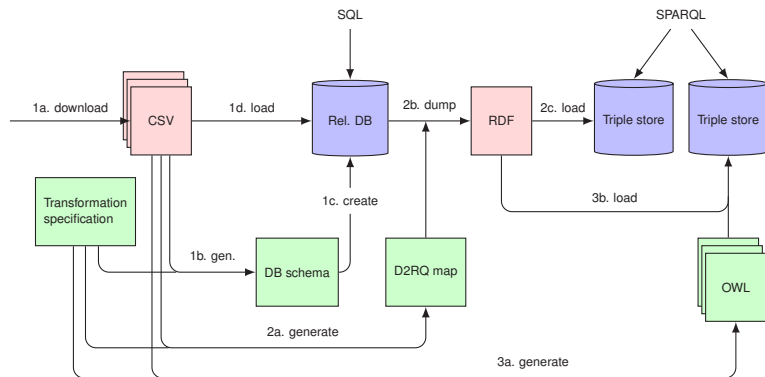 SQL
SPARQL
1a. download
CSV
1d. load
Rel. DB
2b. dump
RDF
2c. load
Triple store
Triple store
Transformation
specification
1c. create
3b. load
1b. gen.
DB schema
D2RQ map
OWL
2a. generate
3a. generate